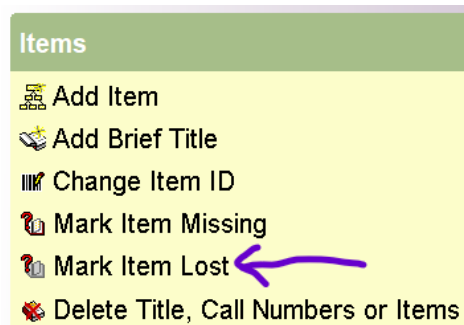 Items
Add Item
Add Brief Title
Change Item ID
Mark Item Missing
Mark Item Lost
Delete Title, Call Numbers or Items